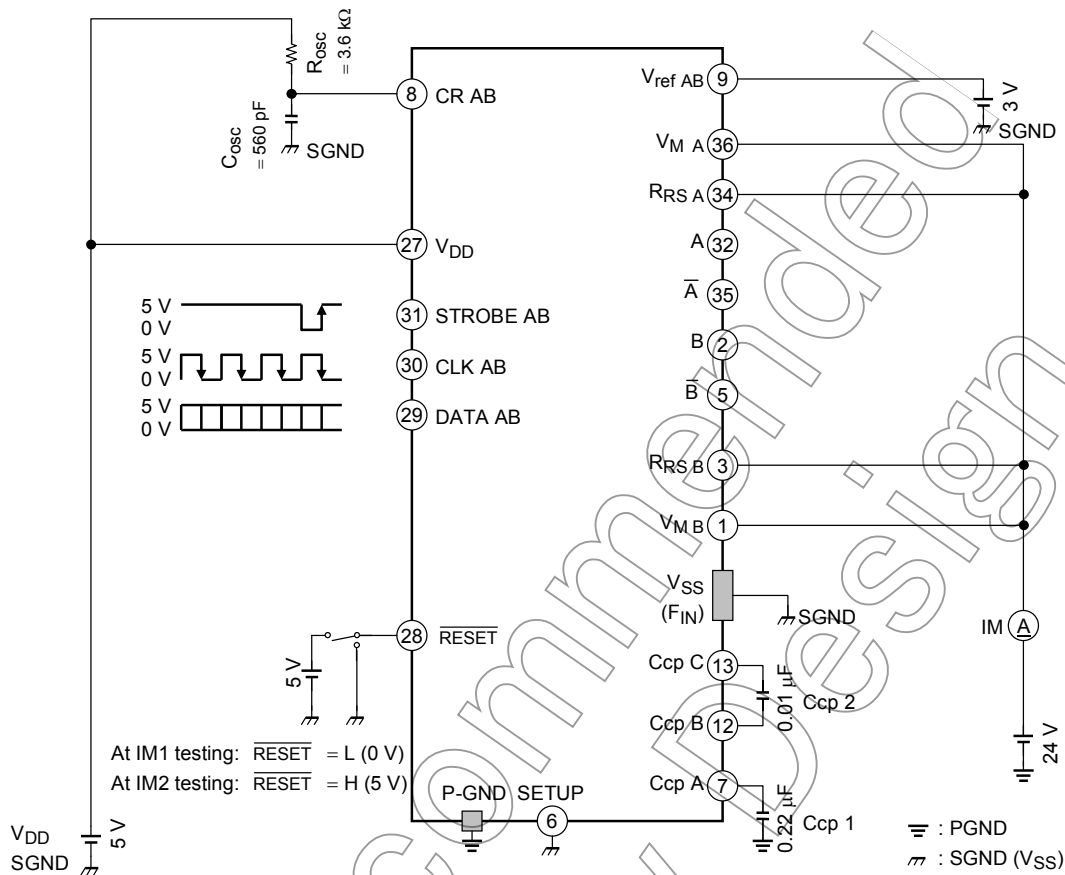 Rosc
= 3.6 kΩ
Cosc
= 560 pF
SGND
8 CR AB
27 VDD
5 V
0 V
31 STROBE AB
5 V
0 V
30 CLK AB
5 V
0 V
29 DATA AB
28 RESET
5 V
At IM1 testing: RESET = L (0 V)
At IM2 testing: RESET = H (5 V)
P-GND SETUP
6
VDD
SGND
5 V
Vref AB 9
3 V
SGND
VM A 36
RRS A 34
A 32
A 35
B 2
B 5
RRS B 3
VM B 1
VSS
(FIN)
SGND
IM A
Ccp C 13
0.01 µF
Ccp 2
Ccp B 12
24 V
Ccp A 7
0.22 µF
Ccp 1
: PGND
: SGND (VSS)
commended
Design